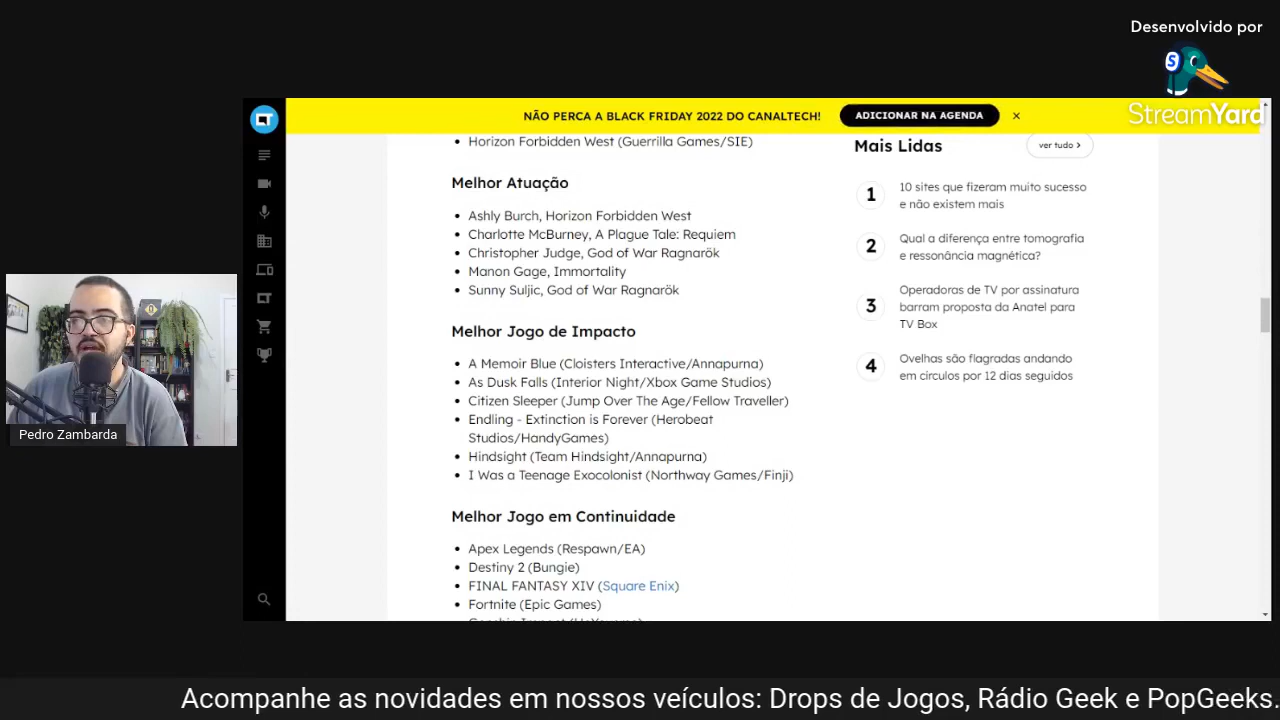 Desenvolvido por
StreamYard
NÃO PERCA A BLACK FRIDAY 2022 DO CANALTECH!
ADICIONAR NA AGENDA
×
Horizon Forbidden West (Guerrilla Games/SIE)
Melhor Atuação
Ashly Burch, Horizon Forbidden West
Charlotte McBurney, A Plague Tale: Requiem
Christopher Judge, God of War Ragnarök
Manon Gage, Immortality
Sunny Suljic, God of War Ragnarök
Melhor Jogo de Impacto
A Memoir Blue (Cloisters Interactive/Annapurna)
As Dusk Falls (Interior Night/Xbox Game Studios)
Citizen Sleeper (Jump Over The Age/Fellow Traveller)
Endling - Extinction is Forever (Herobeat
Studios/HandyGames)
Hindsight (Team Hindsight/Annapurna)
I Was a Teenage Exocolonist (Northway Games/Finji)
Melhor Jogo em Continuidade
Apex Legends (Respawn/EA)
Destiny 2 (Bungie)
FINAL FANTASY XIV (Square Enix)
Fortnite (Epic Games)
Mais Lidas
ver tudo >
1
10 sites que fizeram muito sucesso
e não existem mais
2
Qual a diferença entre tomografia
e ressonância magnética?
3
Operadoras de TV por assinatura
barram proposta da Anatel para
TV Box
4
Ovelhas são flagradas andando
em círculos por 12 dias seguidos
Pedro Zambarda
Acompanhe as novidades em nossos veículos: Drops de Jogos, Rádio Geek e PopGeeks.